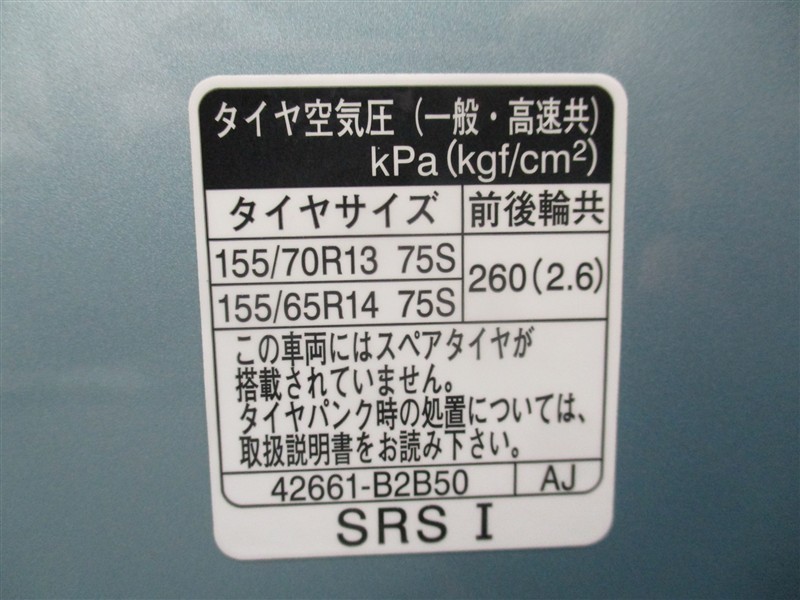 タイヤ空気圧（一般・高速共）
kPa(kgf/cm²)
タイヤサイズ 前後輪共
155/70R13 75S
155/65R14 75S
260(2.6)
この車両にはスペアタイヤが
搭載されていません。
タイヤパンク時の処置については、
取扱説明書をお読み下さい。
42661-B2B50 AJ
SRS I